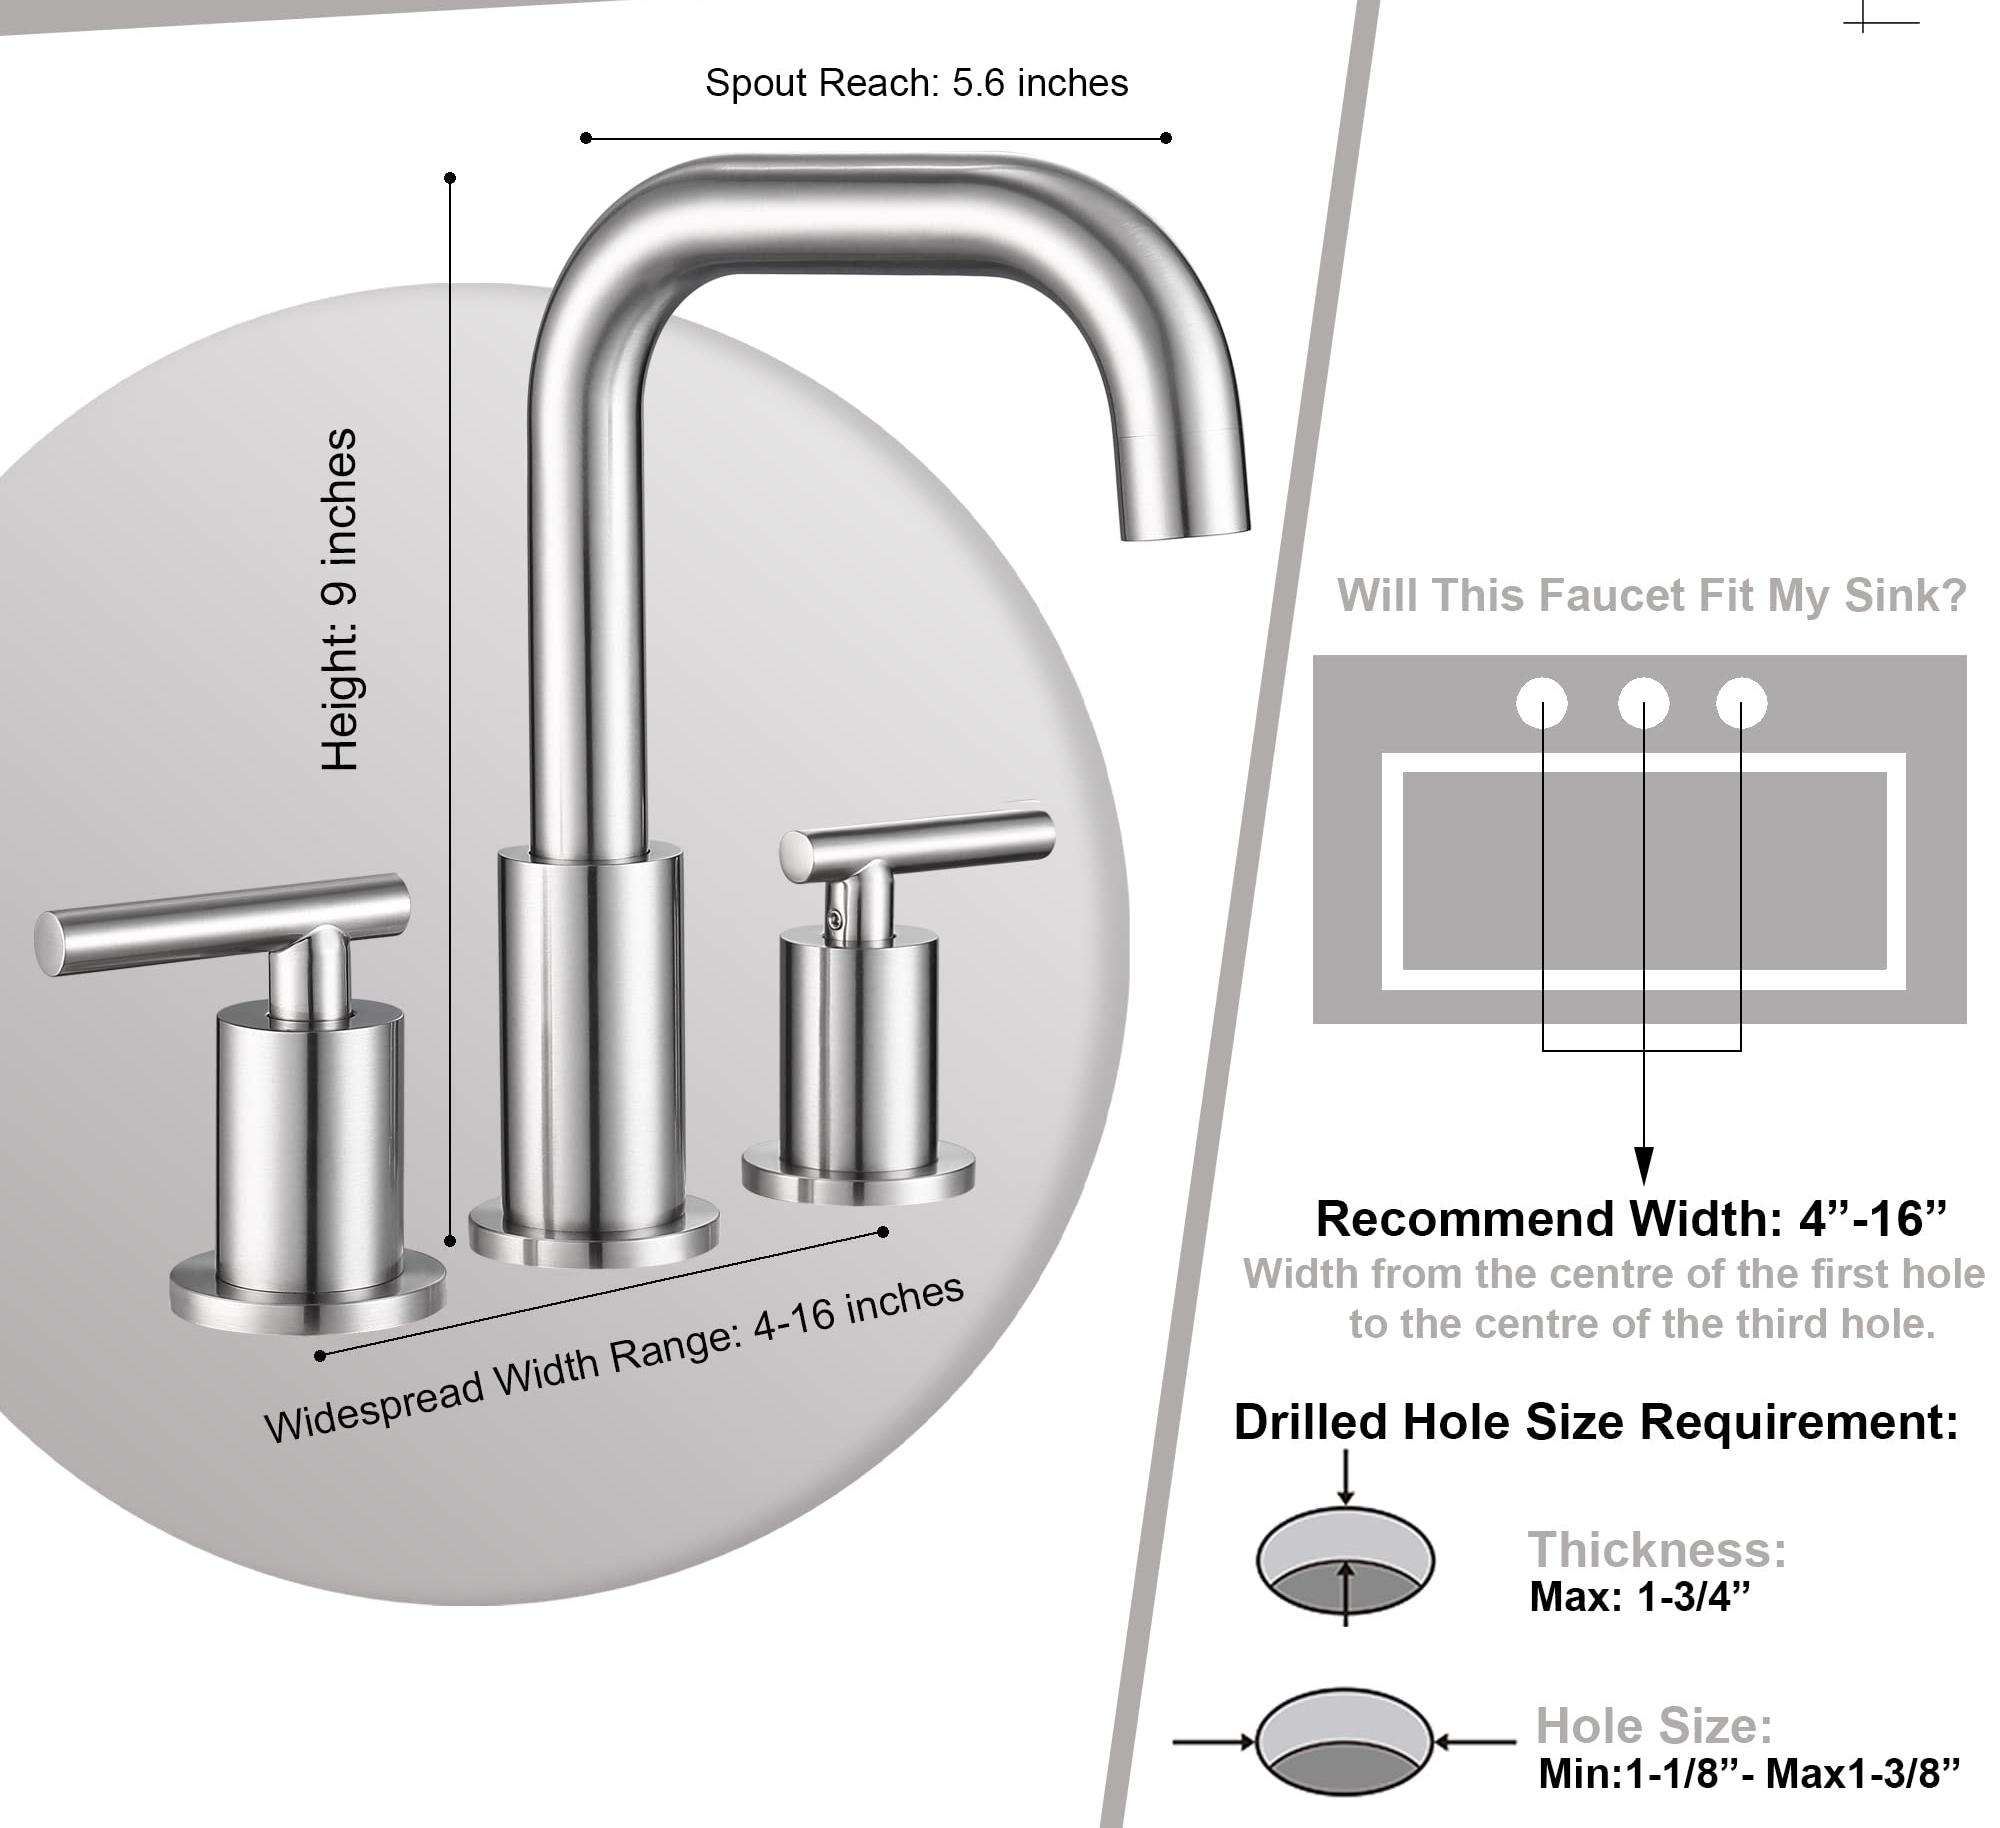 Spout Reach: 5.6 inches
Height: 9 inches
Widespread Width Range: 4-16 inches
Will This Faucet Fit My Sink?
Recommend Width: 4”-16”
Width from the centre of the first hole
to the centre of the third hole.
Drilled Hole Size Requirement:
Thickness:
Max: 1-3/4”
Hole Size:
Min:1-1/8”- Max1-3/8”